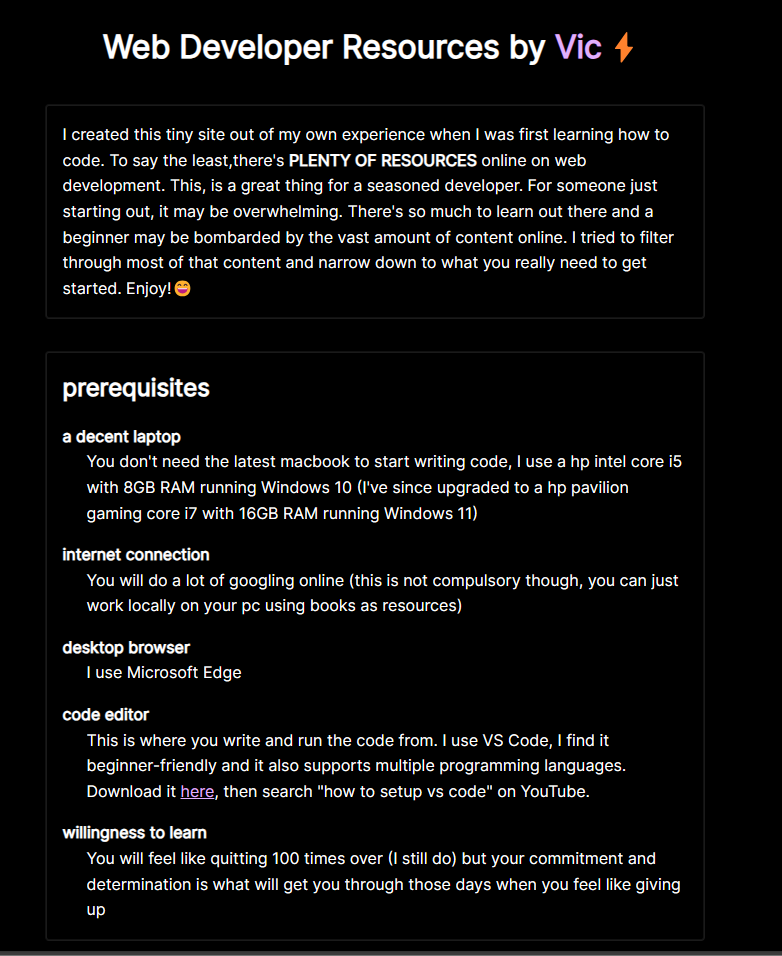 Web Developer Resources by Vic ⚡
I created this tiny site out of my own experience when I was first learning how to
code. To say the least,there's PLENTY OF RESOURCES online on web
development. This, is a great thing for a seasoned developer. For someone just
starting out, it may be overwhelming. There's so much to learn out there and a
beginner may be bombarded by the vast amount of content online. I tried to filter
through most of that content and narrow down to what you really need to get
started. Enjoy!😄
prerequisites
a decent laptop
You don't need the latest macbook to start writing code, I use a hp intel core i5
with 8GB RAM running Windows 10 (I've since upgraded to a hp pavilion
gaming core i7 with 16GB RAM running Windows 11)
internet connection
You will do a lot of googling online (this is not compulsory though, you can just
work locally on your pc using books as resources)
desktop browser
I use Microsoft Edge
code editor
This is where you write and run the code from. I use VS Code, I find it
beginner-friendly and it also supports multiple programming languages.
Download it here, then search "how to setup vs code" on YouTube.
willingness to learn
You will feel like quitting 100 times over (I still do) but your commitment and
determination is what will get you through those days when you feel like giving
up